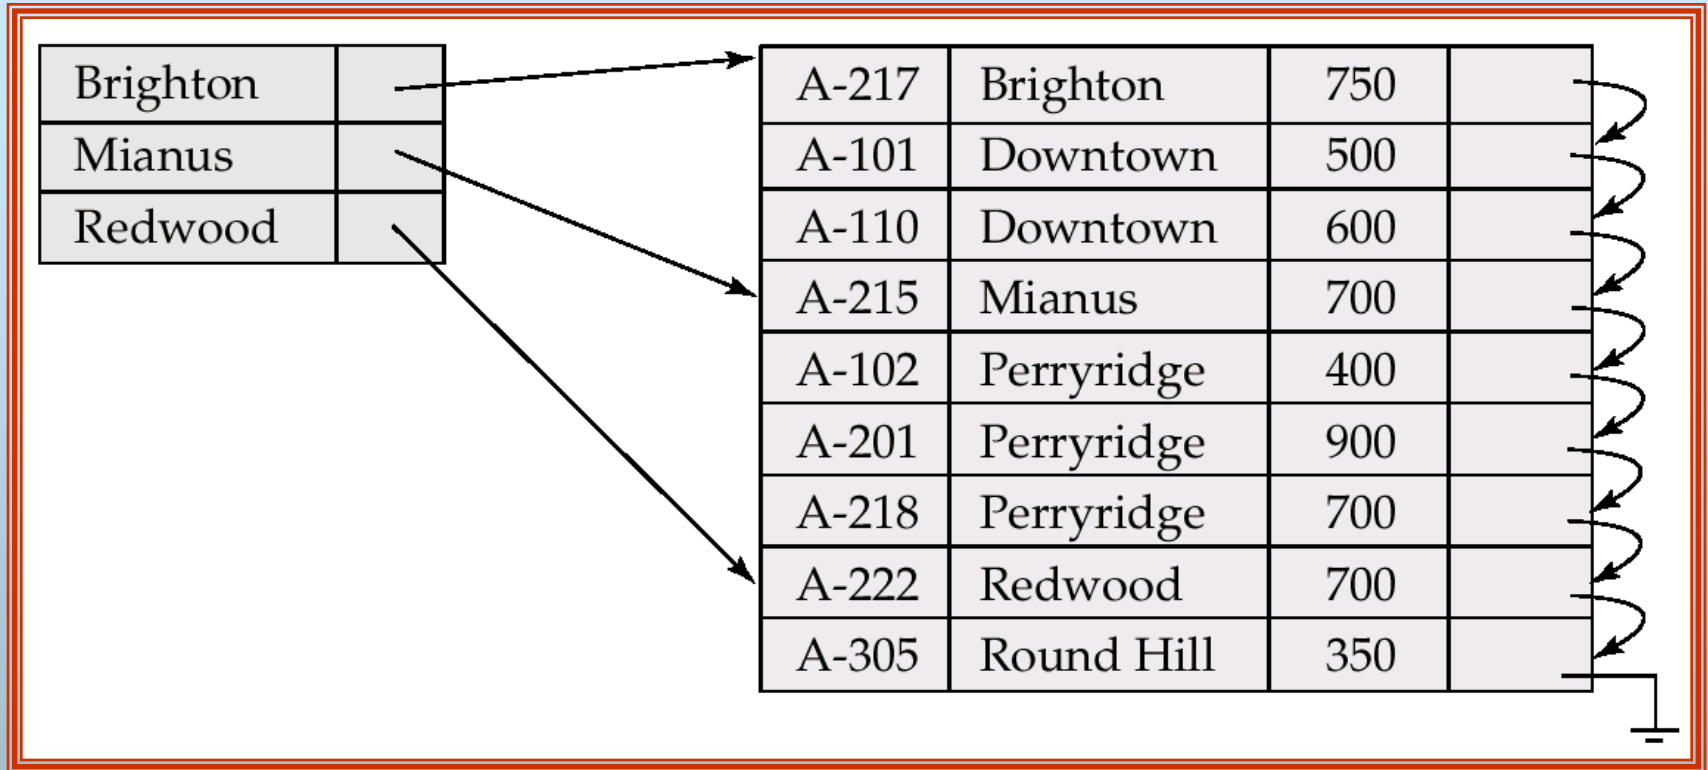 Brighton
Mianus
Redwood
A-217 Brighton 750
A-101 Downtown 500
A-110 Downtown 600
A-215 Mianus 700
A-102 Perryridge 400
A-201 Perryridge 900
A-218 Perryridge 700
A-222 Redwood 700
A-305 Round Hill 350